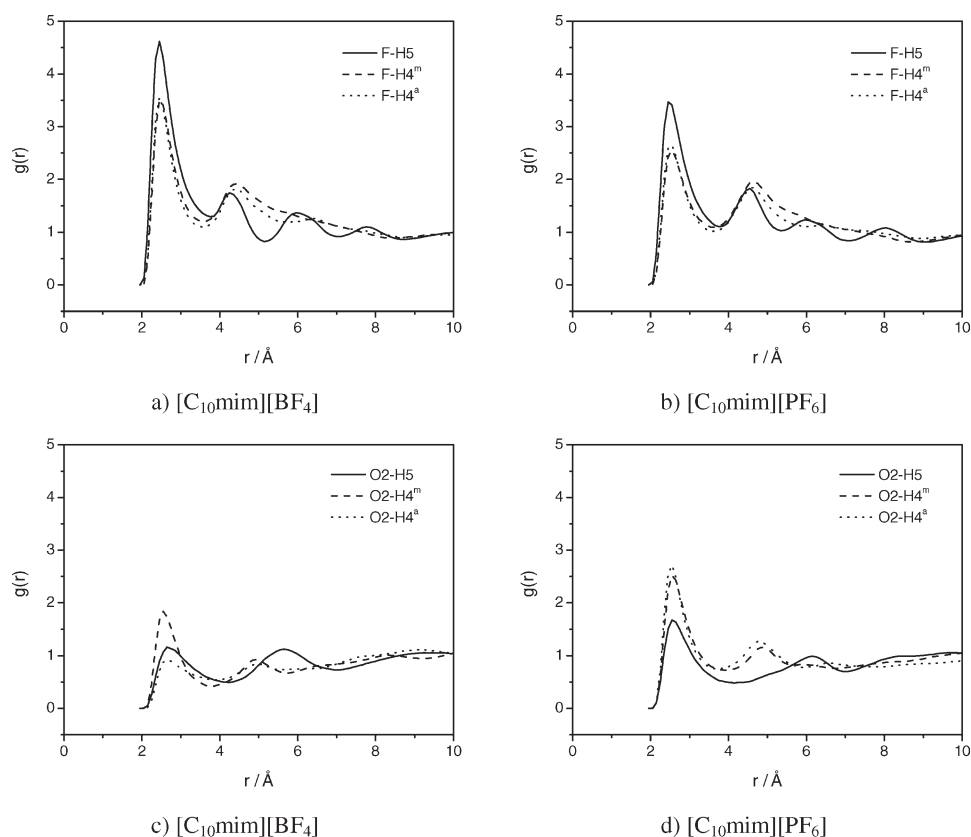 5
4
3
2
1
0
g(r)
F-H5
F-H4ᵐ
F-H4ᵃ
0 2 4 6 8 10
r / Å
a) [C₁₀mim][BF₄]
5
4
3
2
1
0
g(r)
F-H5
F-H4ᵐ
F-H4ᵃ
0 2 4 6 8 10
r / Å
b) [C₁₀mim][PF₆]
5
4
3
2
1
0
g(r)
O2-H5
O2-H4ᵐ
O2-H4ᵃ
0 2 4 6 8 10
r / Å
c) [C₁₀mim][BF₄]
5
4
3
2
1
0
g(r)
O2-H5
O2-H4ᵐ
O2-H4ᵃ
0 2 4 6 8 10
r / Å
d) [C₁₀mim][PF₆]